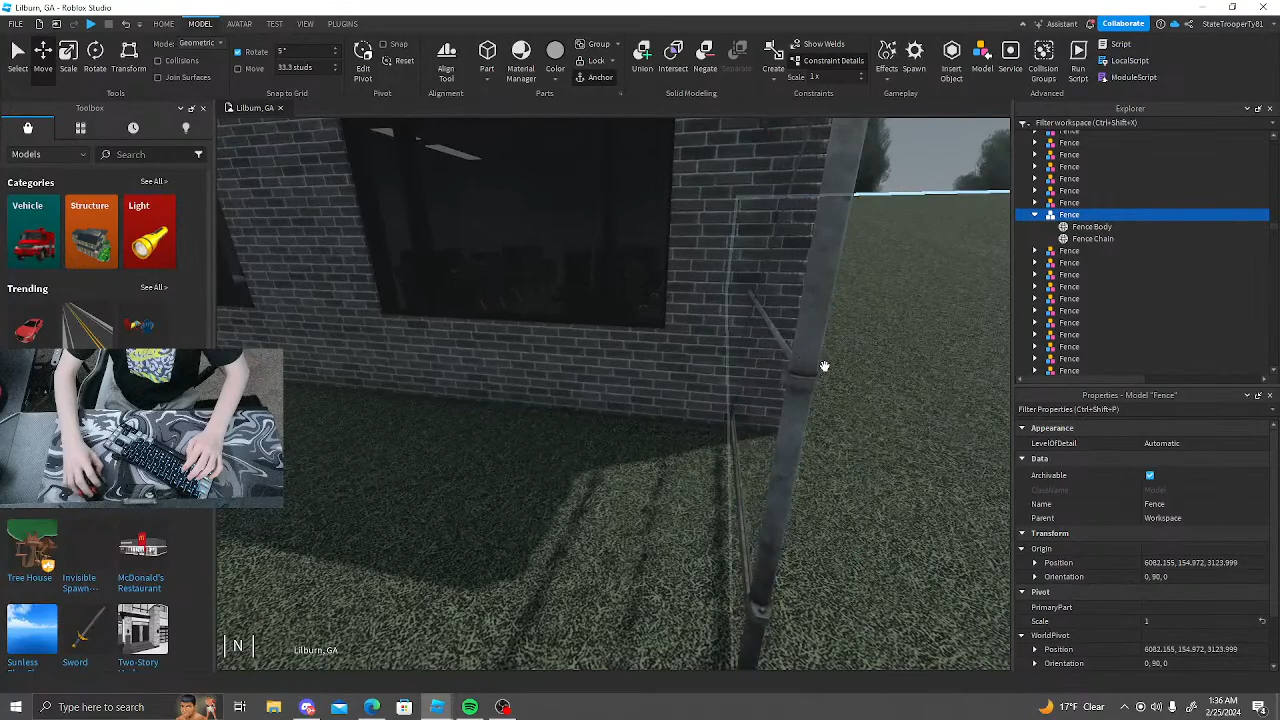 Lilburn, GA - Roblox Studio
FILE HOME MODEL AVATAR TEST VIEW PLUGINS Assistant Collaborate StateTrooperTy81
Select Move Scale Rotate Transform
Mode: Geometric
Collisions
Join Surfaces
Tools
Rotate 5°
Move 33.3 studs
Snap to Grid
Edit Pivot
Snap
Reset
Pivot
Align Tool
Alignment
Part Material Manager Color
Group
Lock
Anchor
Parts
Union Intersect Negate Separate
Solid Modeling
Create
Show Welds
Constraint Details
Scale 1x
Constraints
Effects Spawn
Gameplay
Insert Object
Model Service Collision Groups Run Script
Script
LocalScript
ModuleScript
Advanced
Toolbox
Lilburn, GA
Explorer
Models Search
Categories See All >
Vehicle Structure Light
Trending See All >
Tree House
Invisible Spawn...
McDonald's Restaurant
Sunless
Sword
Two-Story
N
Lilburn, GA
Filter workspace (Ctrl+Shift+X)
Fence
Fence
Fence
Fence
Fence
Fence
Fence
Fence
FenceBody
FenceChain
Fence
Fence
Fence
Fence
Fence
Fence
Fence
Fence
Fence
Fence
Fence
Properties - Model "Fence"
Filter Properties (Ctrl+Shift+P)
Appearance
LevelOfDetail Automatic
Data
Archivable
ClassName Model
Name Fence
Parent Workspace
Transform
Origin
Position 6082.155, 154.972, 3123.999
Orientation 0, 90, 0
Pivot
PrimaryPart
Scale 1
WorldPivot
Position 6082.155, 154.972, 3123.999
Orientation 0, 90, 0
Type here to search
17°F Clear
1:36 AM
2/25/2024